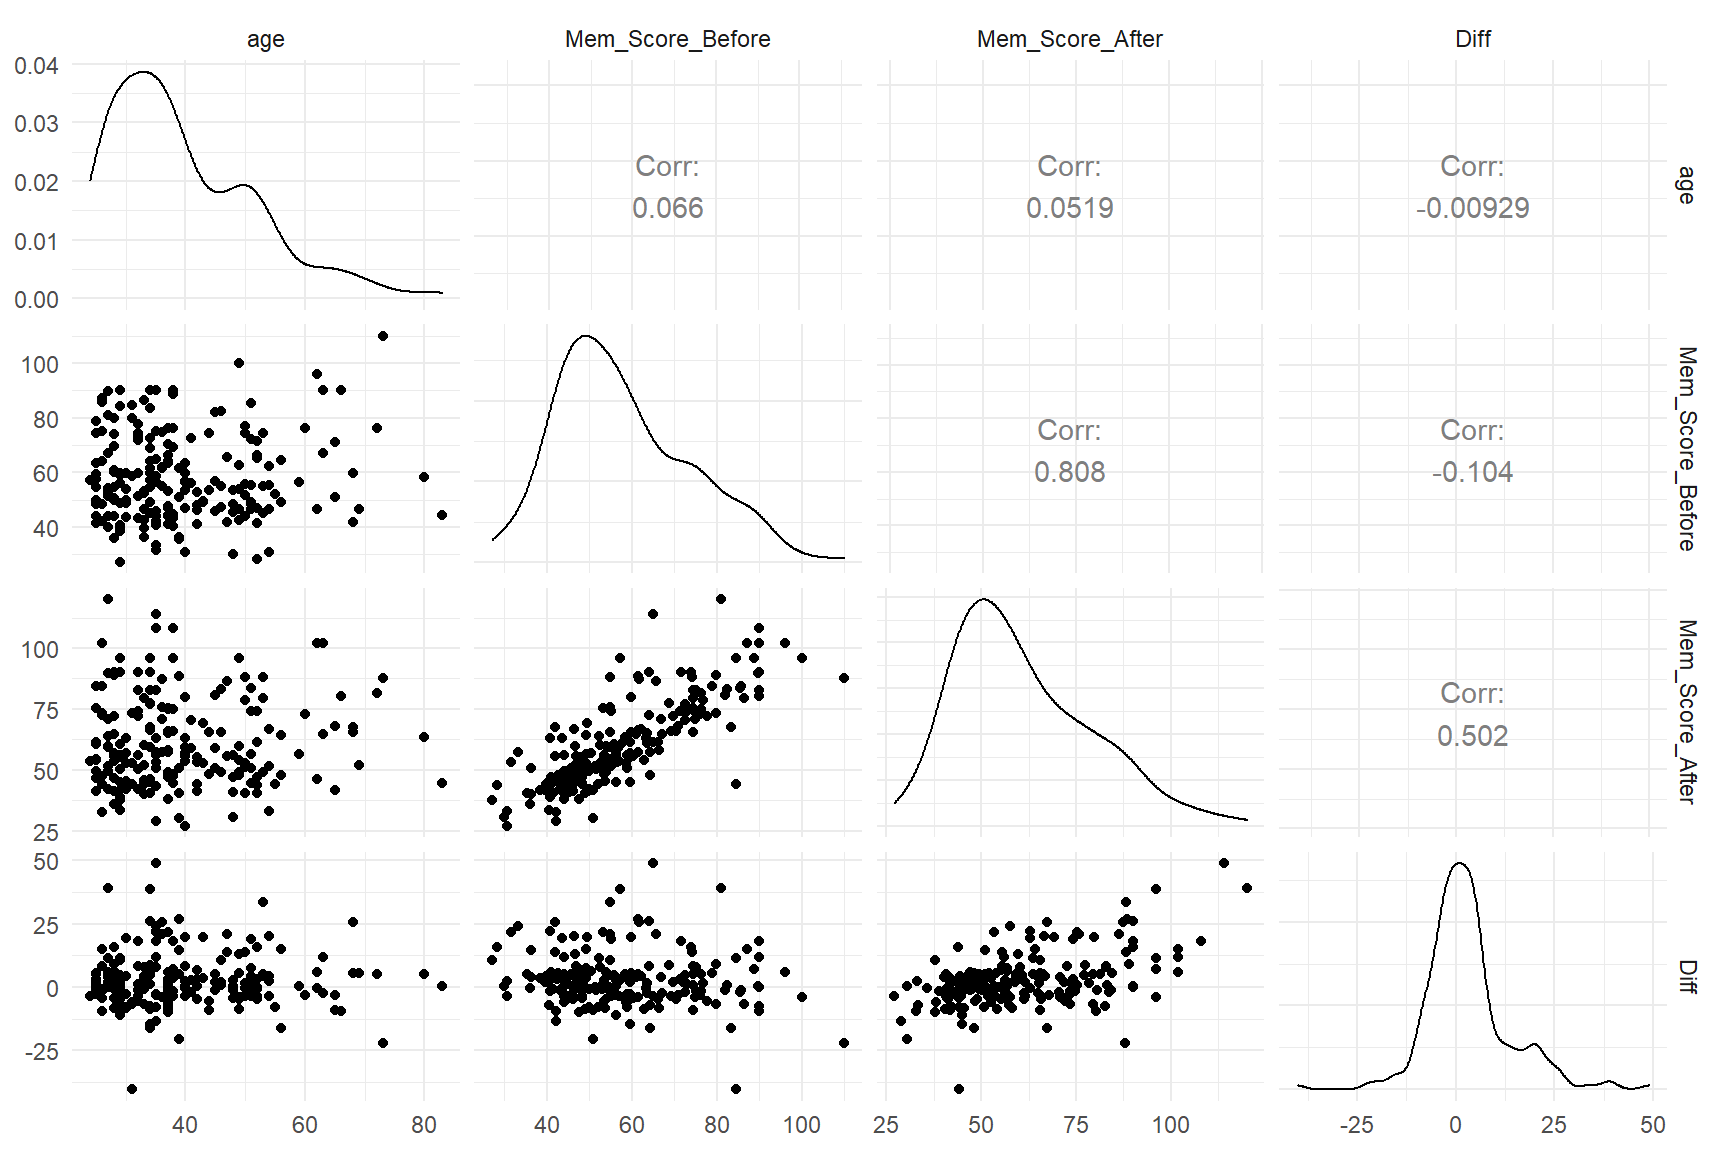 age Mem_Score_Before Mem_Score_After Diff
0.04
0.03
0.02
0.01
0.00
Corr:
0.066
Corr:
0.0519
Corr:
-0.00929
age
100
80
60
40
Corr:
0.808
Corr:
-0.104
Mem_Score_Before
100
75
50
25
Corr:
0.502
Mem_Score_After
50
25
0
-25
Diff
40 60 80 40 60 80 100 25 50 75 100 -25 0 25 50